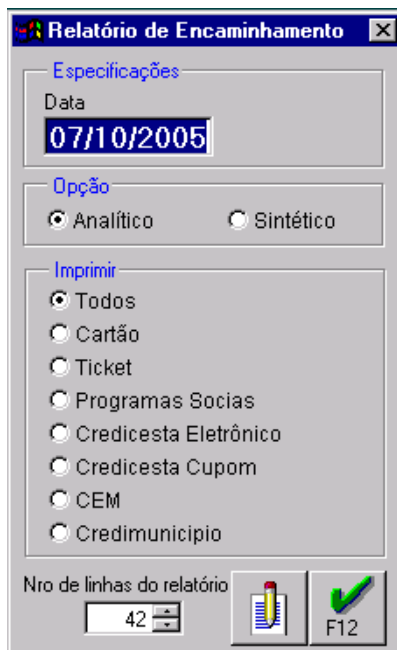 Relatório de Encaminhamento
Especificações
Data
07/10/2005
Opção
Analítico Sintético
Imprimir
Todos
Cartão
Ticket
Programas Socias
Credicesta Eletrônico
Credicesta Cupom
CEM
Credimunicipio
Nro de linhas do relatório
42
F12